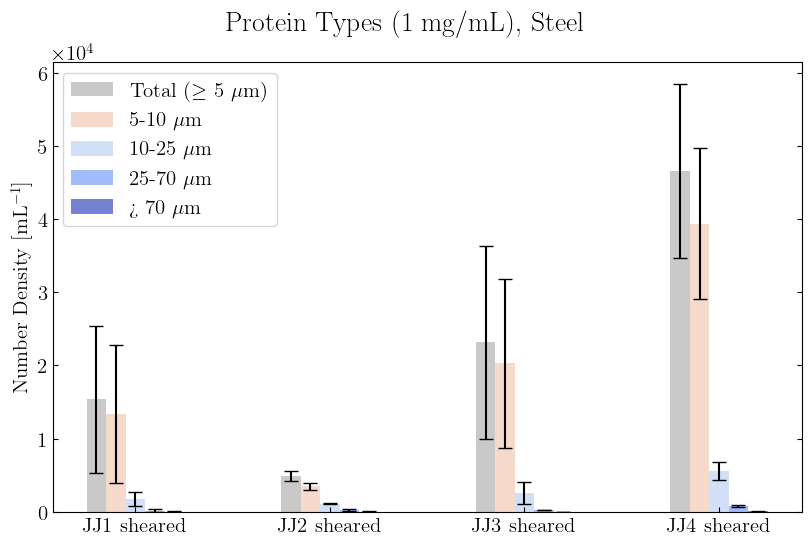 Protein Types (1 mg/mL), Steel
×10⁴
6
5
4
3
2
1
0
Number Density [mL⁻¹]
Total (≥ 5 μm)
5-10 μm
10-25 μm
25-70 μm
> 70 μm
JJ1 sheared JJ2 sheared JJ3 sheared JJ4 sheared